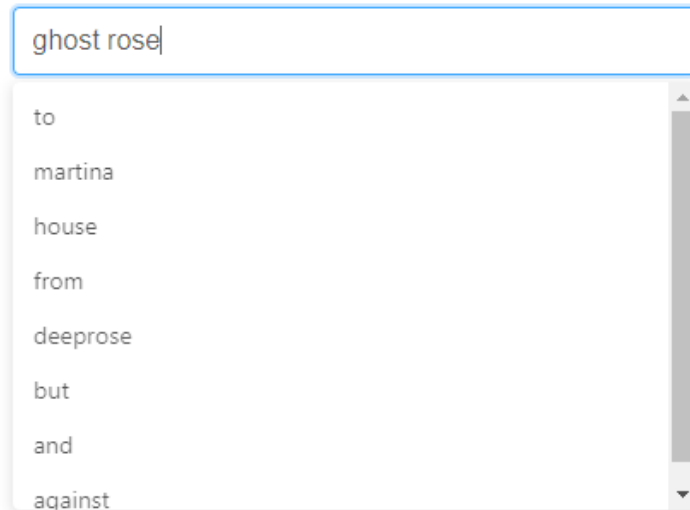 ghost rose
to
martina
house
from
deeprose
but
and
against